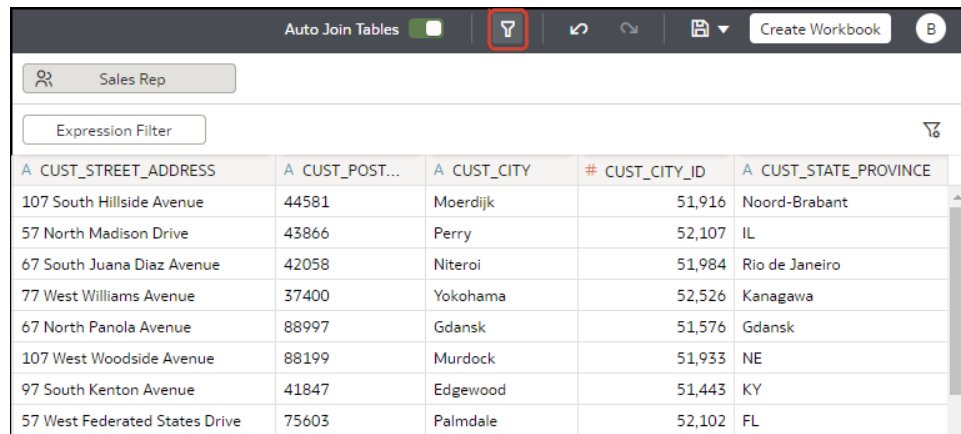 Auto Join Tables Create Workbook B
Sales Rep
Expression Filter
A CUST_STREET_ADDRESS A CUST_POST... A CUST_CITY # CUST_CITY_ID A CUST_STATE_PROVINCE
107 South Hillside Avenue 44581 Moerdijk 51,916 Noord-Brabant
57 North Madison Drive 43866 Perry 52,107 IL
67 South Juana Diaz Avenue 42058 Niteroi 51,984 Rio de Janeiro
77 West Williams Avenue 37400 Yokohama 52,526 Kanagawa
67 North Panola Avenue 88997 Gdansk 51,576 Gdansk
107 West Woodside Avenue 88199 Murdock 51,933 NE
97 South Kenton Avenue 41847 Edgewood 51,443 KY
57 West Federated States Drive 75603 Palmdale 52,102 FL